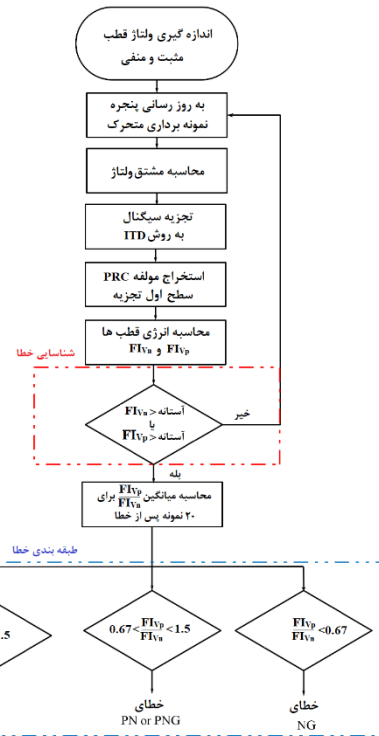 اندازه گیری ولتاژ قطب
مثبت و منفی
به روز رسانی پنجره
نمونه برداری متحرک
محاسبه مشتق ولتاژ
تجزیه سیگنال
به روش ITD
استخراج مولفه PRC
سطح اول تجزیه
محاسبه انرژی قطب ها
FIVp و FIVn
شناسایی خطا
آستانه < FIVn
یا
آستانه < FIVp
خیر
بله
محاسبه میانگین FIVp/FIVn برای
۲۰ نمونه پس از خطا
طبقه بندی خطا
.5
0.67<FIVp/FIVn<1.5
FIVp/FIVn<0.67
خطای
PN or PNG
خطای
NG